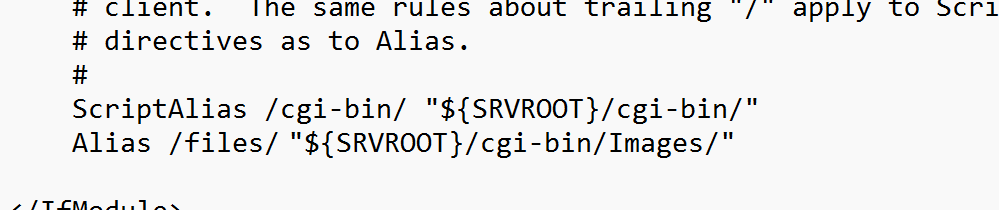 # client.  The same rules about trailing "/" apply to Scri
# directives as to Alias.
#
ScriptAlias /cgi-bin/ "${SRVROOT}/cgi-bin/"
Alias /files/ "${SRVROOT}/cgi-bin/Images/"
</IfModule>